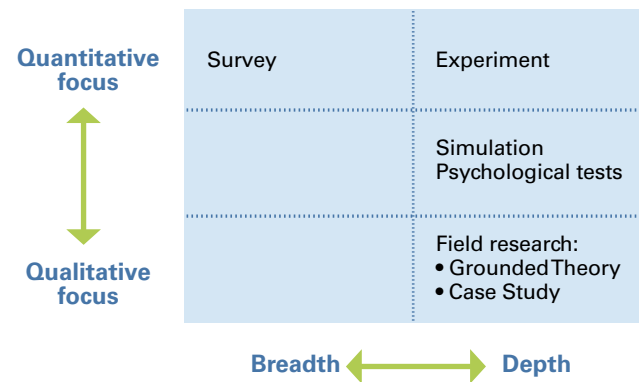 Quantitative
focus
Survey
Experiment
Simulation
Psychological tests
Qualitative
focus
Field research:
• Grounded Theory
• Case Study
Breadth
Depth